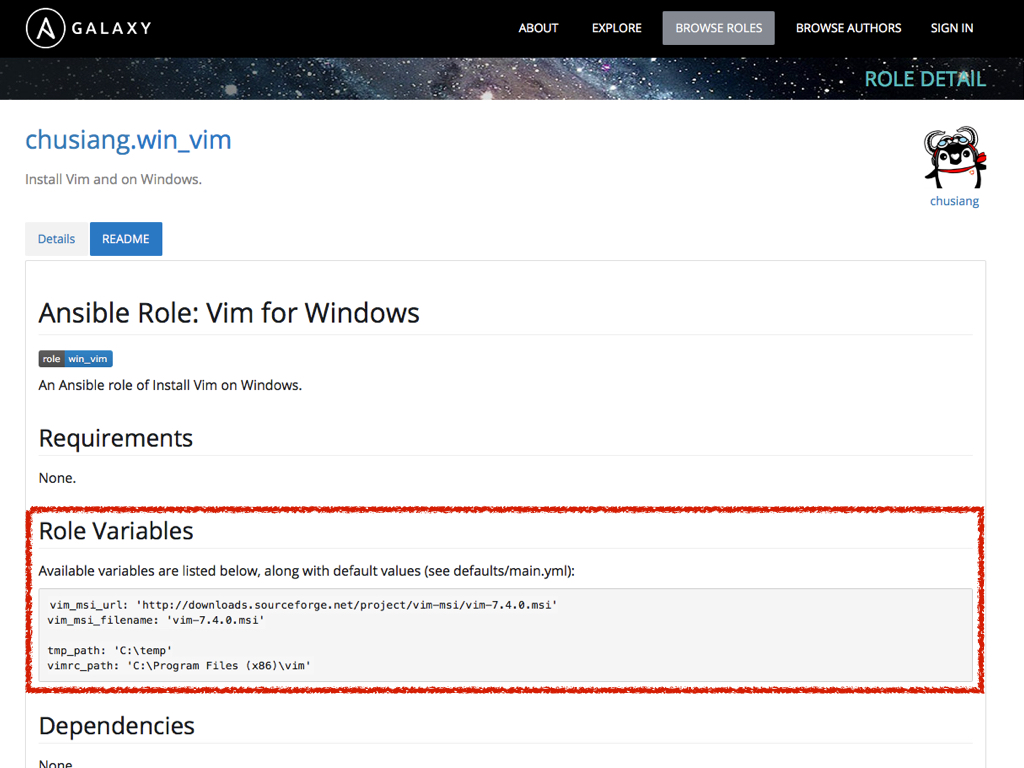 GALAXY
ABOUT
EXPLORE
BROWSE ROLES
BROWSE AUTHORS
SIGN IN
ROLE DETAIL
chusiang.win_vim
Install Vim and on Windows.
chusiang
Details
README
Ansible Role: Vim for Windows
role win_vim
An Ansible role of Install Vim on Windows.
Requirements
None.
Role Variables
Available variables are listed below, along with default values (see defaults/main.yml):
vim_msi_url: 'http://downloads.sourceforge.net/project/vim-msi/vim-7.4.0.msi'
vim_msi_filename: 'vim-7.4.0.msi'
tmp_path: 'C:\temp'
vimrc_path: 'C:\Program Files (x86)\vim'
Dependencies
None